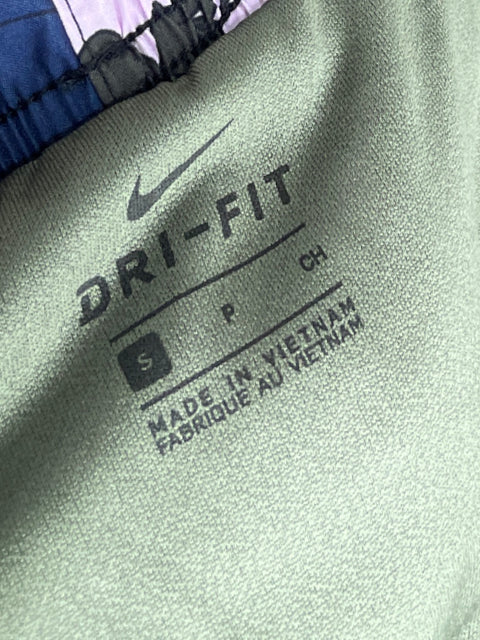 DRI-FIT
S P CH
MADE IN VIETNAM
FABRIQUE AU VIETNAM